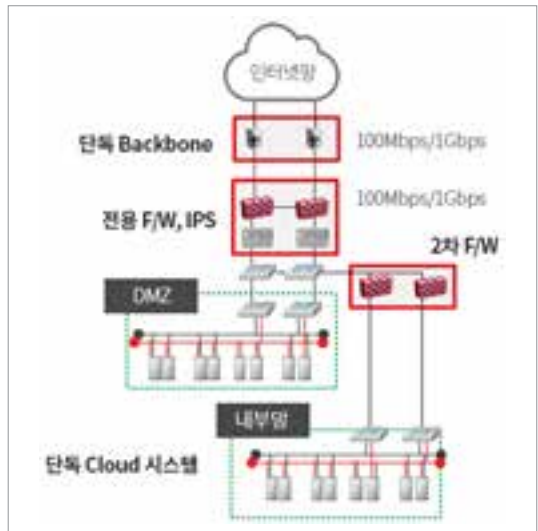 인터넷망
단독 Backbone
100Mbps/1Gbps
전용 F/W, IPS
100Mbps/1Gbps
2차 F/W
DMZ
내부망
단독 Cloud 시스템